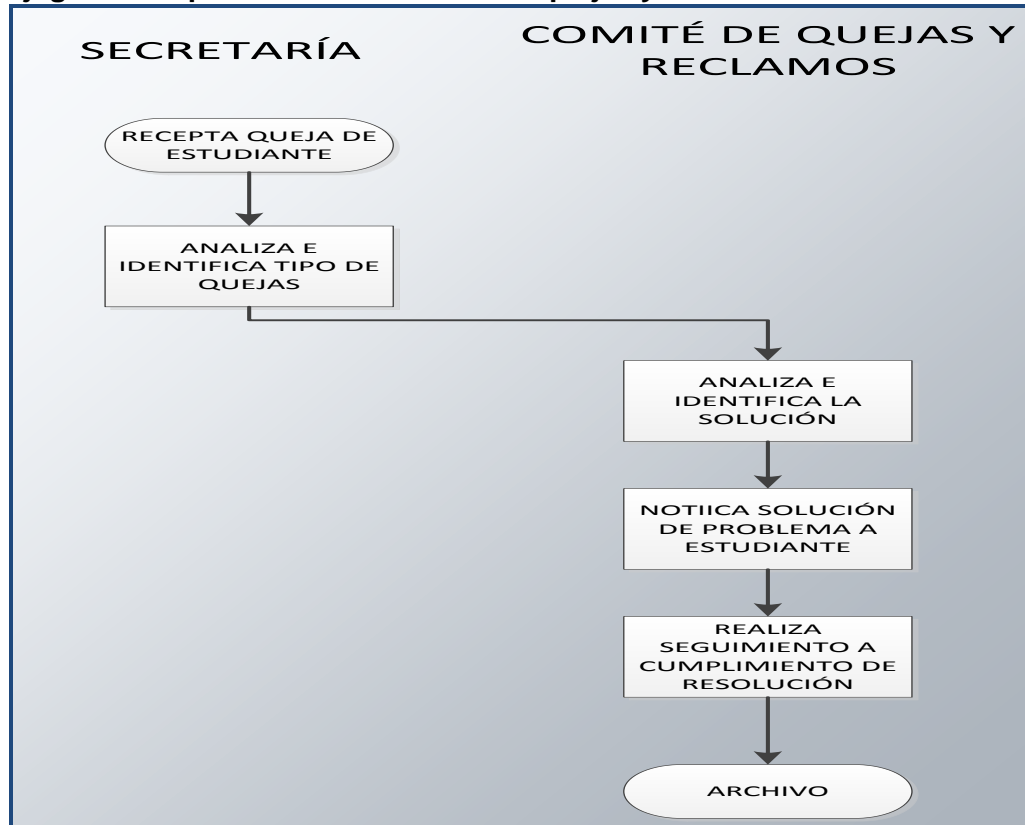 SECRETARÍA
COMITÉ DE QUEJAS Y
RECLAMOS
RECEPTA QUEJA DE
ESTUDIANTE
ANALIZA E
IDENTIFICA TIPO DE
QUEJAS
ANALIZA E
IDENTIFICA LA
SOLUCIÓN
NOTIICA SOLUCIÓN
DE PROBLEMA A
ESTUDIANTE
REALIZA
SEGUIMIENTO A
CUMPLIMIENTO DE
RESOLUCIÓN
ARCHIVO